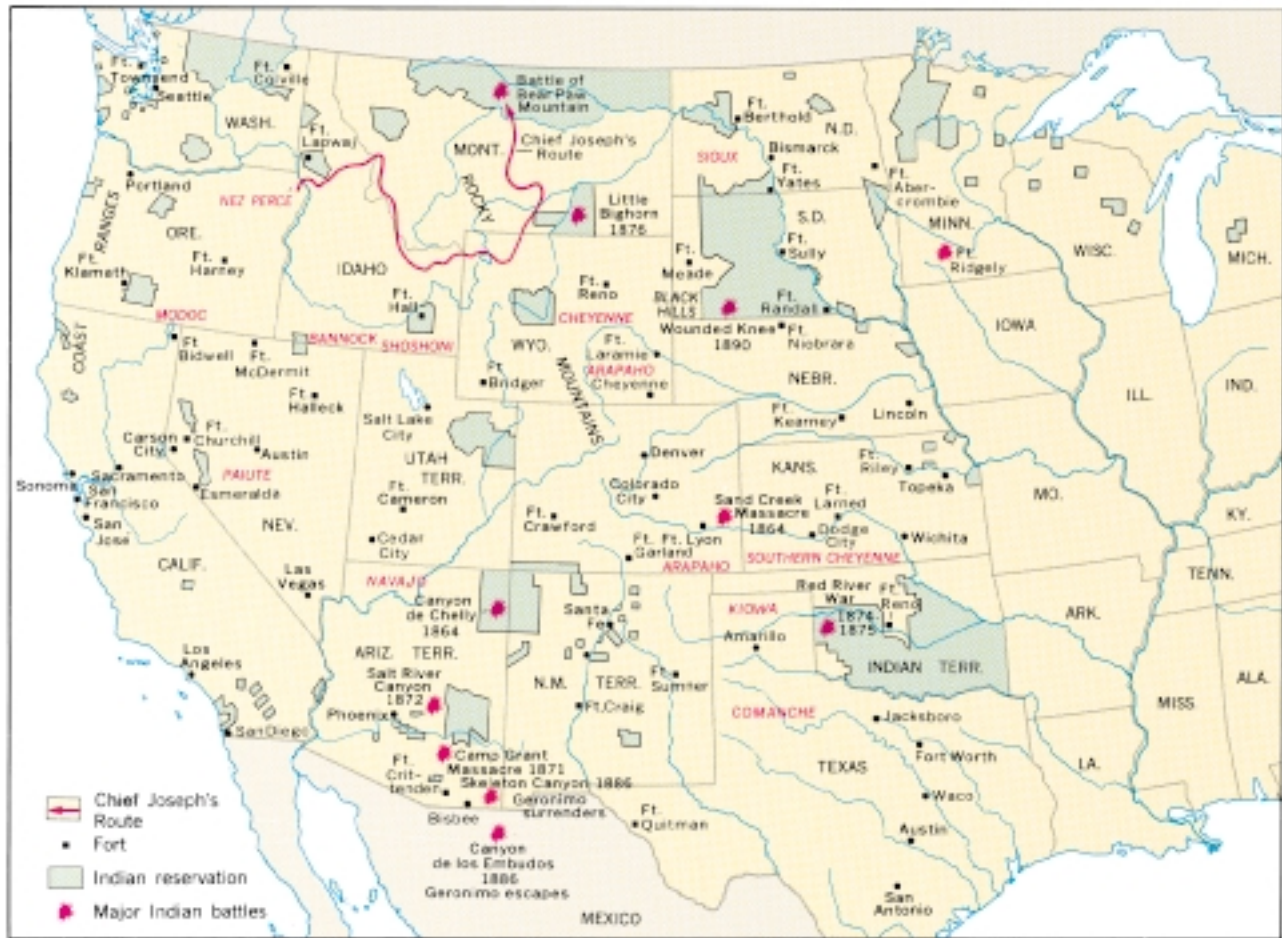 Ft.
Townsend
Seattle
Ft.
Colville
WASH.
Ft.
Lapwai
Battle of
Bear Paw
Mountain
MONT.
Chief Joseph's
Route
ROCKY
Ft.
Berthold
N.D.
Bismarck
SIOUX
Ft.
Yates
Ft.
Aber-
crombie
MINN.
Portland
NEZ PERCÉ
RANGES
ORE.
Ft.
Klamath
Ft.
Harney
IDAHO
Little
Bighorn
1876
S.D.
Ft.
Sully
Ft.
Meade
Ft.
Ridgely
WISC.
MICH.
Ft.
Hall
Ft.
Reno
BLACK
HILLS
Ft.
Randall
MODOC
CHEYENNE
Wounded Knee
1890
Ft.
Niobrara
IOWA
COAST
Ft.
Bidwell
Ft.
McDermit
BANNOCK
SHOSHONI
WYO.
Ft.
Laramie
ARAPAHO
Cheyenne
NEBR.
Ft.
Bridger
MOUNTAINS
Ft.
Halleck
ILL.
IND.
Salt Lake
City
Ft.
Kearney
Lincoln
Carson
City
Ft.
Churchill
Austin
UTAH
TERR.
Denver
KANS.
Ft.
Riley
Topeka
Sonoma
Sacramento
San
Francisco
PAIUTE
Esmeralda
Ft.
Cameron
Colorado
City
Sand Creek
Massacre
1864
Ft.
Larned
MO.
KY.
San
José
NEV.
Ft.
Crawford
Dodge
City
Wichita
Cedar
City
Ft.
Garland
Ft. Lyon
ARAPAHO
SOUTHERN CHEYENNE
CALIF.
Las
Vegas
NAVAJO
TENN.
Canyon
de Chelly
1864
Santa
Fe
KIOWA
Red River
War
1874-
1875
Ft.
Reno
ARK.
Amarillo
Los
Angeles
ARIZ. TERR.
Salt River
Canyon
1872
N.M. TERR.
Ft.
Sumner
INDIAN TERR.
ALA.
MISS.
Phoenix
Ft. Craig
COMANCHE
Jacksboro
San Diego
Fort Worth
Ft.
Crit-
tenden
Camp Grant
Massacre 1871
Skeleton Canyon 1886
Geronimo
surrenders
TEXAS
LA.
Bisbee
Ft.
Quitman
Waco
Canyon
de los Embudos
1886
Geronimo escapes
Austin
San
Antonio
MEXICO
Chief Joseph's
Route
Fort
Indian reservation
Major Indian battles